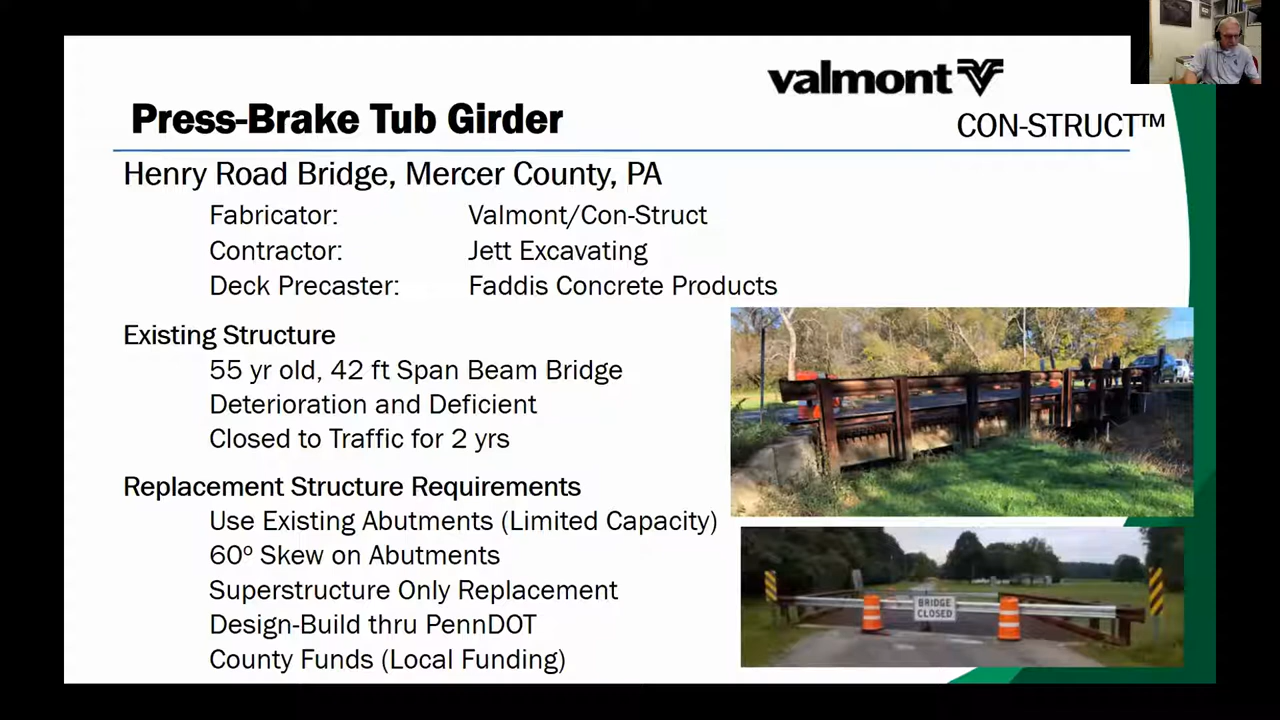 valmont
Press-Brake Tub Girder
CON-STRUCT™
Henry Road Bridge, Mercer County, PA
Fabricator: Valmont/Con-Struct
Contractor: Jett Excavating
Deck Precaster: Faddis Concrete Products
Existing Structure
55 yr old, 42 ft Span Beam Bridge
Deterioration and Deficient
Closed to Traffic for 2 yrs
Replacement Structure Requirements
Use Existing Abutments (Limited Capacity)
60º Skew on Abutments
Superstructure Only Replacement
Design-Build thru PennDOT
County Funds (Local Funding)
BRIDGE
CLOSED